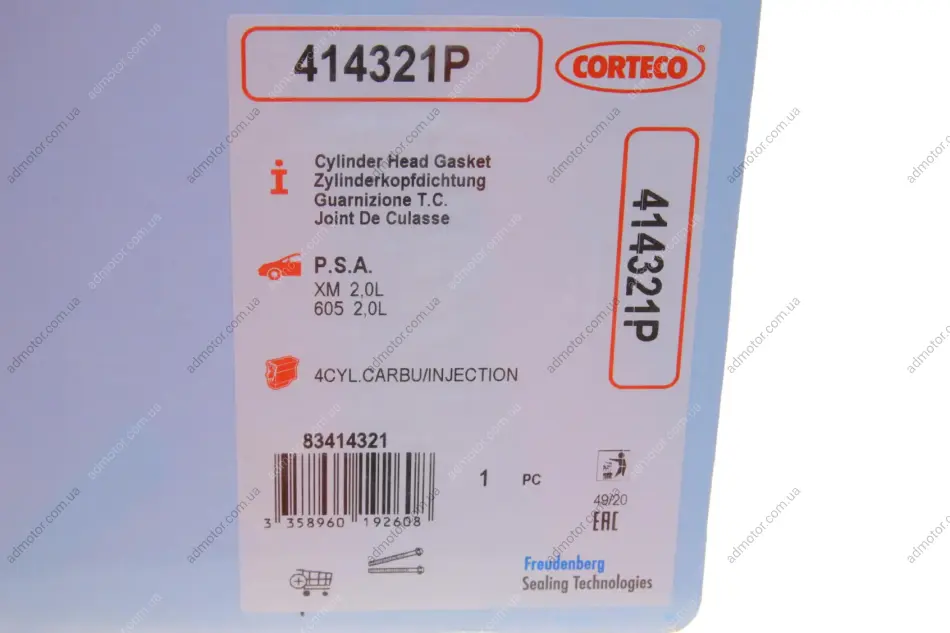 414321P
CORTECO®
Cylinder Head Gasket
Zylinderkopfdichtung
Guarnizione T.C.
Joint De Culasse
414321P
P.S.A.
XM 2,0L
605 2,0L
4CYL.CARBU/INJECTION
83414321
3 358960 192608
1 PC
49/20
EAC
Freudenberg
Sealing Technologies
admotor.com.ua